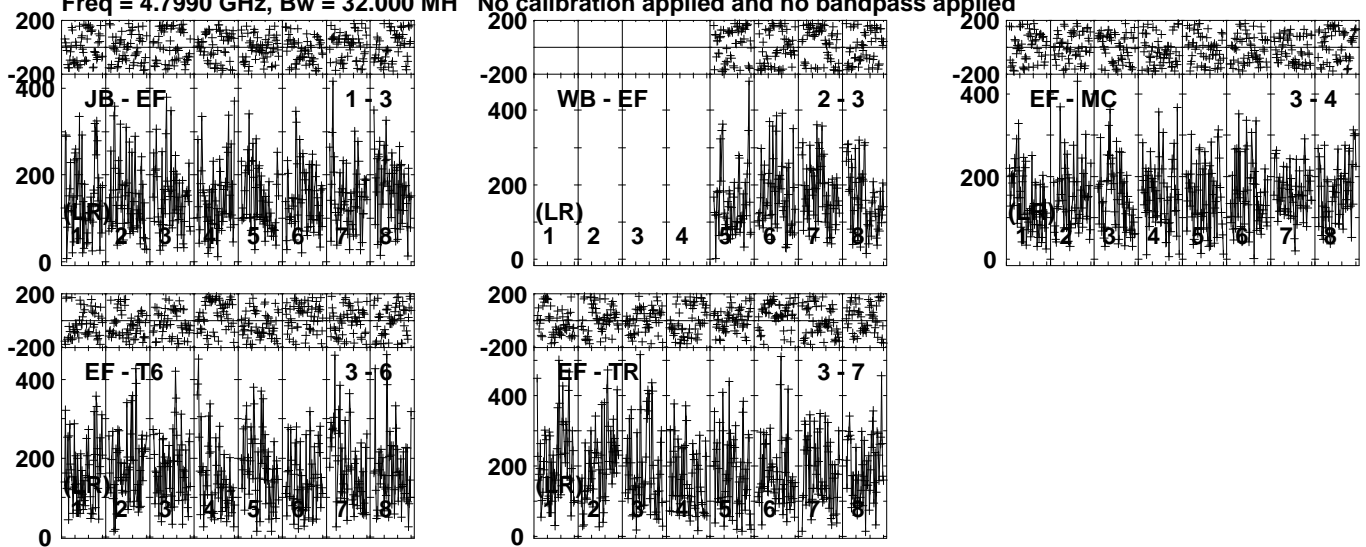 Freq = 4.7990 GHz, Bw = 32.000 MH No calibration applied and no bandpass applied
200
-200
JB - EF 1 - 3
400
200
0
(LR)
1 2 3 4 5 6 7 8
200
-200
WB - EF 2 - 3
400
200
0
(LR)
1 2 3 4 5 6 7 8
200
-200
EF - MC 3 - 4
400
200
0
(LR)
1 2 3 4 5 6 7 8
200
-200
EF - T6 3 - 6
400
200
0
(LR)
1 2 3 4 5 6 7 8
200
-200
EF - TR 3 - 7
400
200
0
(LR)
1 2 3 4 5 6 7 8